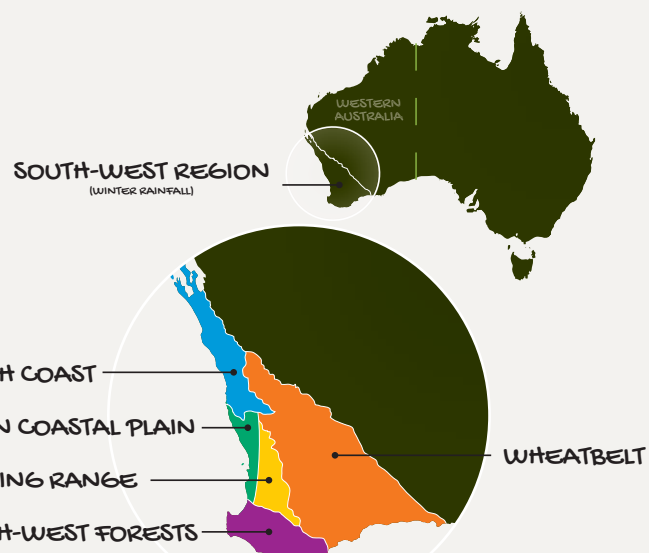 WESTERN
AUSTRALIA
SOUTH-WEST REGION
(WINTER RAINFALL)
H COAST
N COASTAL PLAIN
WHEATBELT
ING RANGE
H-WEST FORESTS